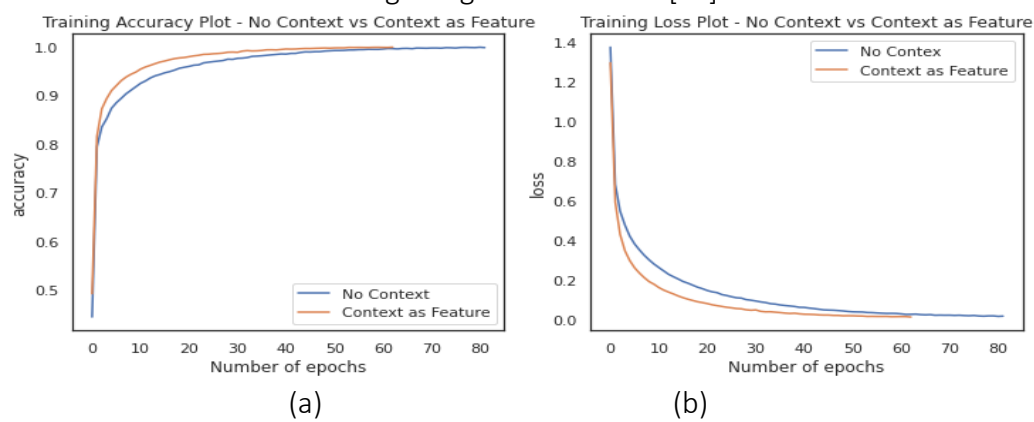 Training Accuracy Plot - No Context vs Context as Feature
1.0
0.9
0.8
0.7
0.6
0.5
accuracy
No Context
Context as Feature
0 10 20 30 40 50 60 70 80
Number of epochs
(a)
Training Loss Plot - No Context vs Context as Feature
1.4
1.2
1.0
0.8
0.6
0.4
0.2
0.0
loss
No Contex
Context as Feature
0 10 20 30 40 50 60 70 80
Number of epochs
(b)